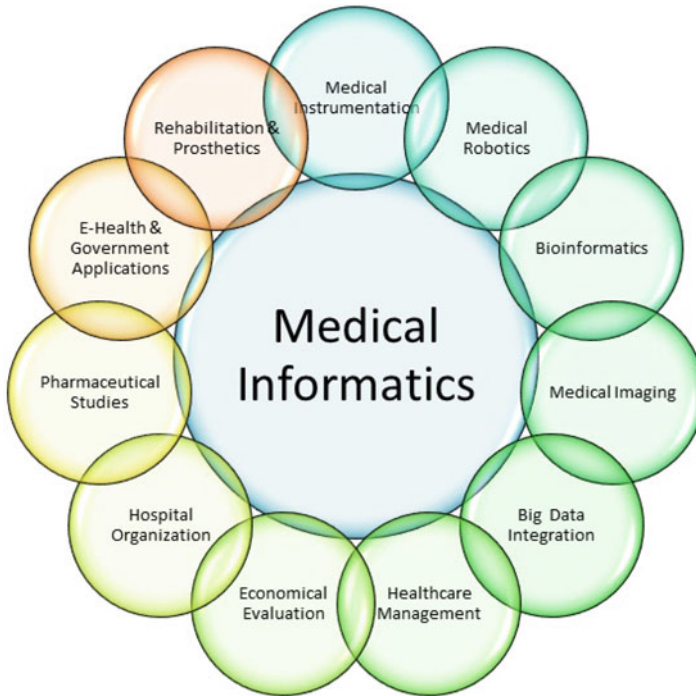 Medical
Instrumentation
Medical
Robotics
Bioinformatics
Medical Imaging
Big Data
Integration
Healthcare
Management
Economical
Evaluation
Hospital
Organization
Pharmaceutical
Studies
E-Health &
Government
Applications
Rehabilitation &
Prosthetics
Medical
Informatics